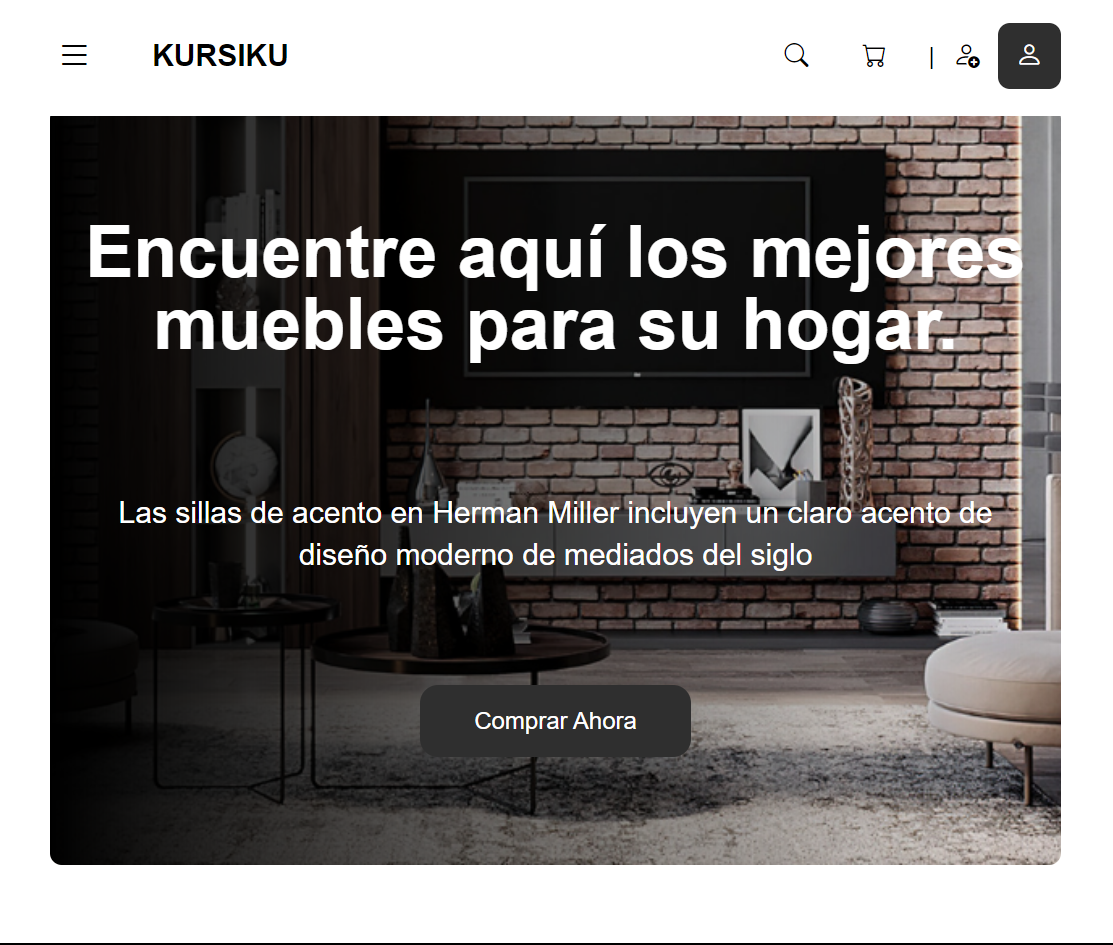 KURSIKU
|
Encuentre aquí los mejores
muebles para su hogar.
Las sillas de acento en Herman Miller incluyen un claro acento de
diseño moderno de mediados del siglo
Comprar Ahora